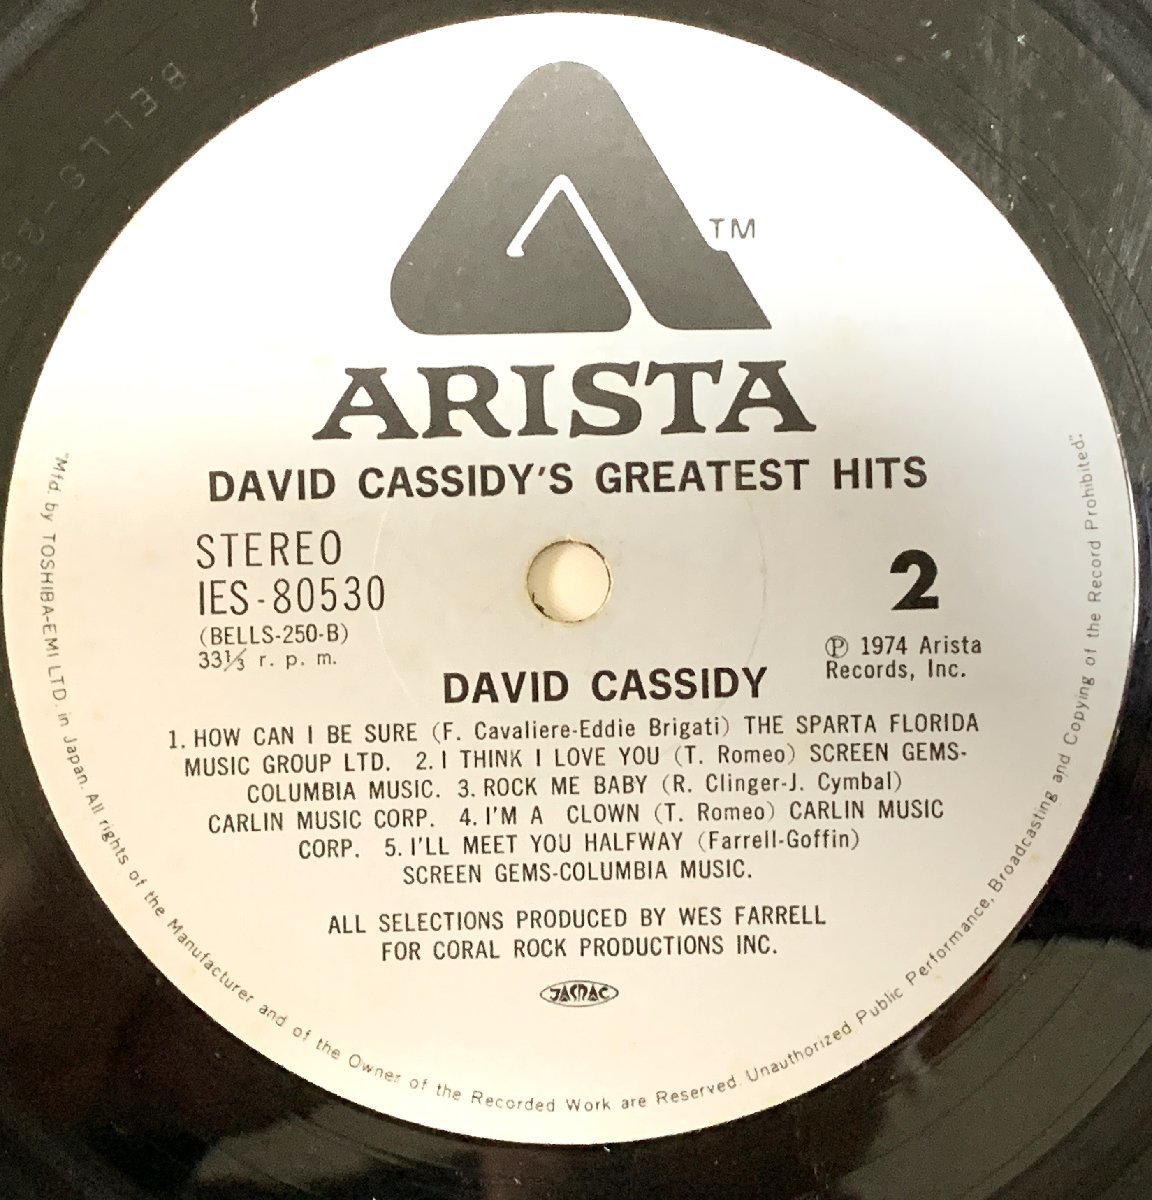 BELLS-25
TM
ARISTA
DAVID CASSIDY'S GREATEST HITS
STEREO
IES-80530
(BELLS-250-B)
33⅓ r. p. m.
2
Ⓟ 1974 Arista
Records, Inc.
DAVID CASSIDY
1. HOW CAN I BE SURE (F. Cavaliere-Eddie Brigati) THE SPARTA FLORIDA
MUSIC GROUP LTD. 2. I THINK I LOVE YOU (T. Romeo) SCREEN GEMS-
COLUMBIA MUSIC. 3. ROCK ME BABY (R. Clinger-J. Cymbal)
CARLIN MUSIC CORP. 4. I'M A CLOWN (T. Romeo) CARLIN MUSIC
CORP. 5. I'LL MEET YOU HALFWAY (Farrell-Goffin)
SCREEN GEMS-COLUMBIA MUSIC.
ALL SELECTIONS PRODUCED BY WES FARRELL
FOR CORAL ROCK PRODUCTIONS INC.
JASRAC
"Mfd. by TOSHIBA-EMI LTD. in Japan. All rights of the Manufacturer and of the Owner of the Recorded Work are Reserved. Unauthorized Public Performance, Broadcasting and Copying of the Record Prohibited".